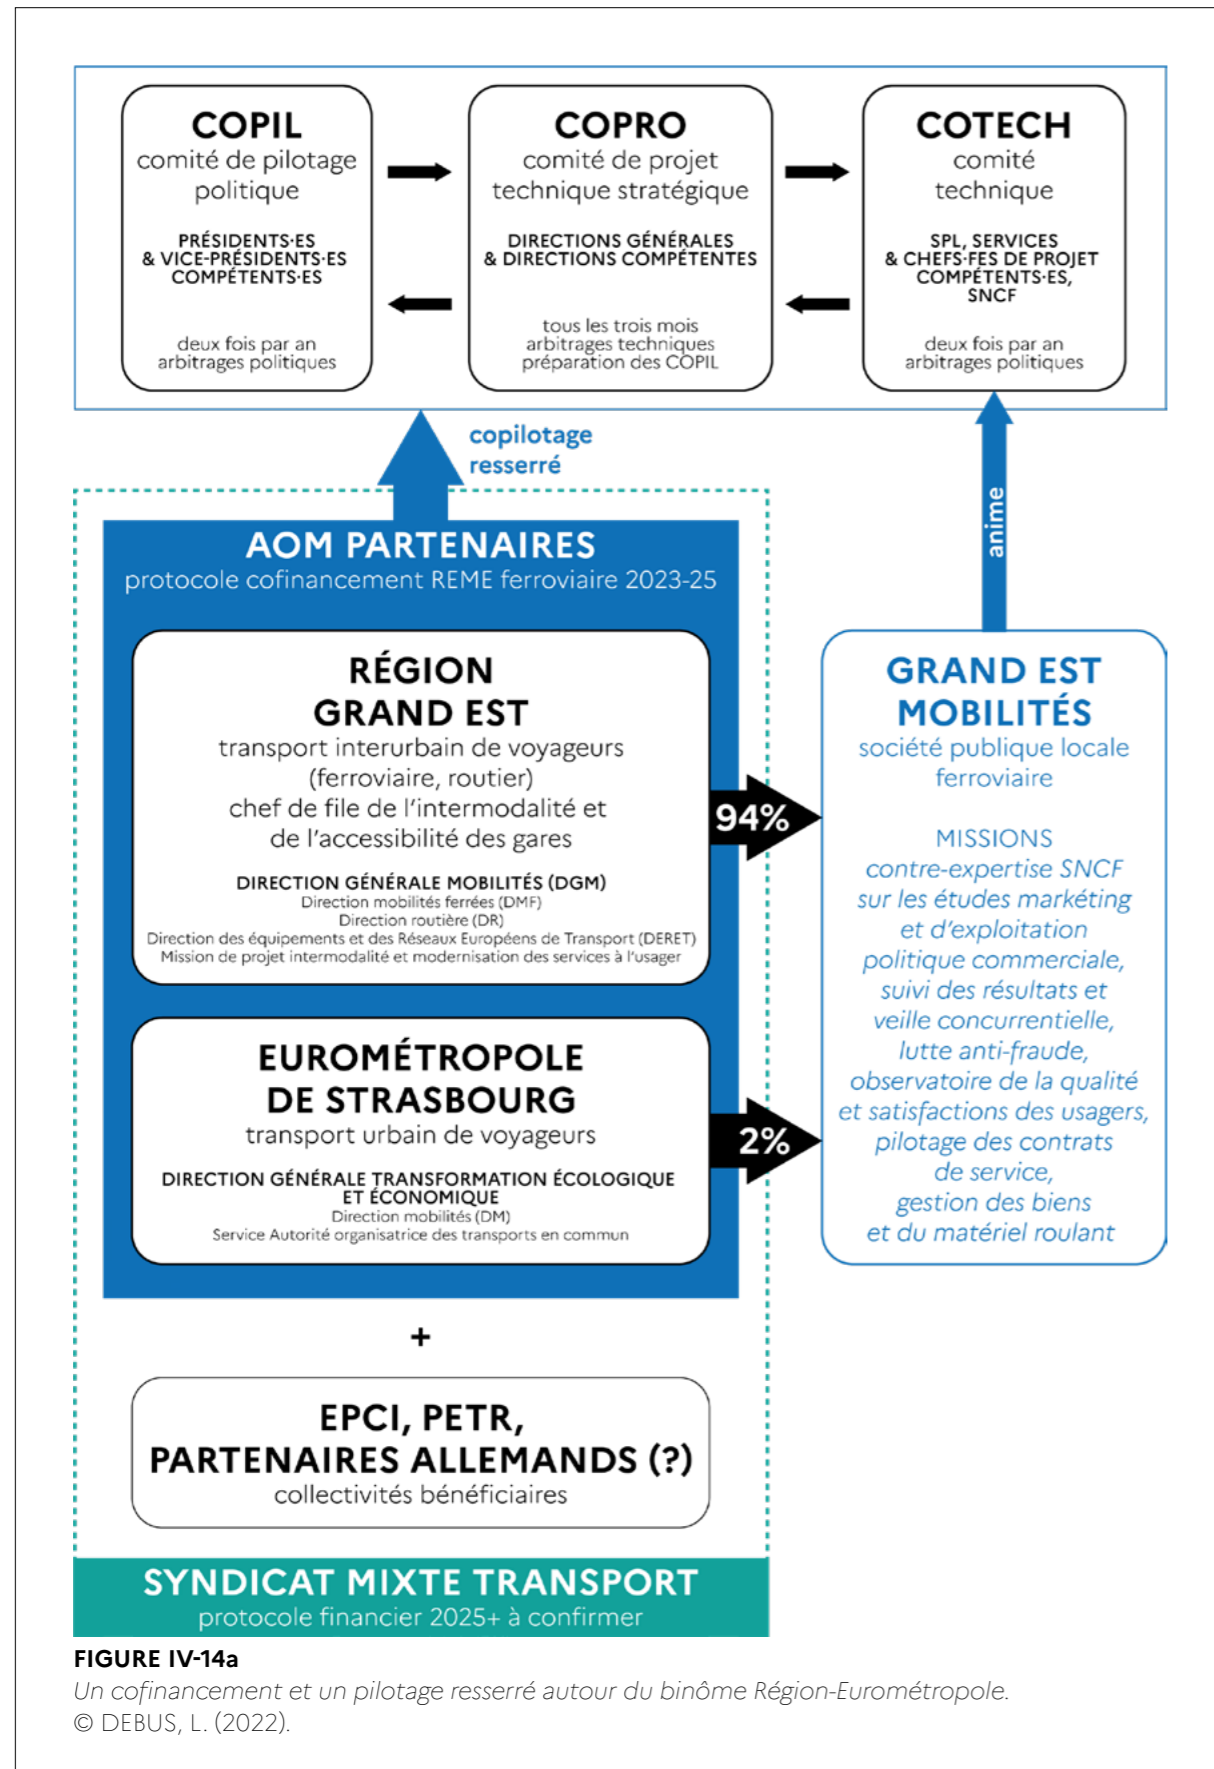 COPIL
comité de pilotage
politique
PRÉSIDENTS·ES
& VICE-PRÉSIDENTS·ES
COMPÉTENTS·ES
deux fois par an
arbitrages politiques
COPRO
comité de projet
technique stratégique
DIRECTIONS GÉNÉRALES
& DIRECTIONS COMPÉTENTES
tous les trois mois
arbitrages techniques
préparation des COPIL
COTECH
comité
technique
SPL, SERVICES
& CHEFS·FES DE PROJET
COMPÉTENTS·ES,
SNCF
deux fois par an
arbitrages politiques
copilotage
resserré
anime
AOM PARTENAIRES
protocole cofinancement REME ferroviaire 2023-25
RÉGION
GRAND EST
transport interurbain de voyageurs
(ferroviaire, routier)
chef de file de l'intermodalité et
de l'accessibilité des gares
DIRECTION GÉNÉRALE MOBILITÉS (DGM)
Direction mobilités ferrées (DMF)
Direction routière (DR)
Direction des équipements et des Réseaux Européens de Transport (DERET)
Mission de projet intermodalité et modernisation des services à l'usager
94%
EUROMÉTROPOLE
DE STRASBOURG
transport urbain de voyageurs
DIRECTION GÉNÉRALE TRANSFORMATION ÉCOLOGIQUE
ET ÉCONOMIQUE
Direction mobilités (DM)
Service Autorité organisatrice des transports en commun
2%
GRAND EST
MOBILITÉS
société publique locale
ferroviaire
MISSIONS
contre-expertise SNCF
sur les études markéting
et d'exploitation
politique commerciale,
suivi des résultats et
veille concurrentielle,
lutte anti-fraude,
observatoire de la qualité
et satisfactions des usagers,
pilotage des contrats
de service,
gestion des biens
et du matériel roulant
+
EPCI, PETR,
PARTENAIRES ALLEMANDS (?)
collectivités bénéficiaires
SYNDICAT MIXTE TRANSPORT
protocole financier 2025+ à confirmer
FIGURE IV-14a
Un cofinancement et un pilotage resserré autour du binôme Région-Eurométropole.
© DEBUS, L. (2022).